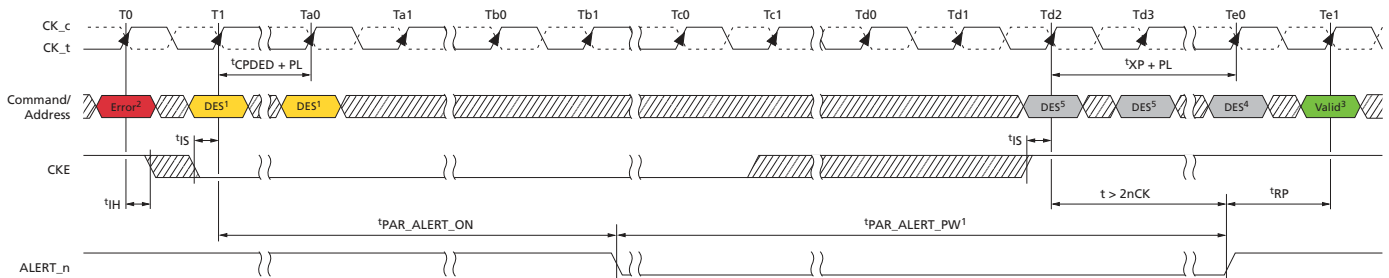 T0 T1 Ta0 Ta1 Tb0 Tb1 Tc0 Tc1 Td0 Td1 Td2 Td3 Te0 Te1
CK_c
CK_t
tCPDED + PL tXP + PL
Command/
Address
Error2 DES1 DES1 DES5 DES5 DES4 Valid3
tIS tIS
CKE
tIH t > 2nCK tRP
tPAR_ALERT_ON tPAR_ALERT_PW1
ALERT_n